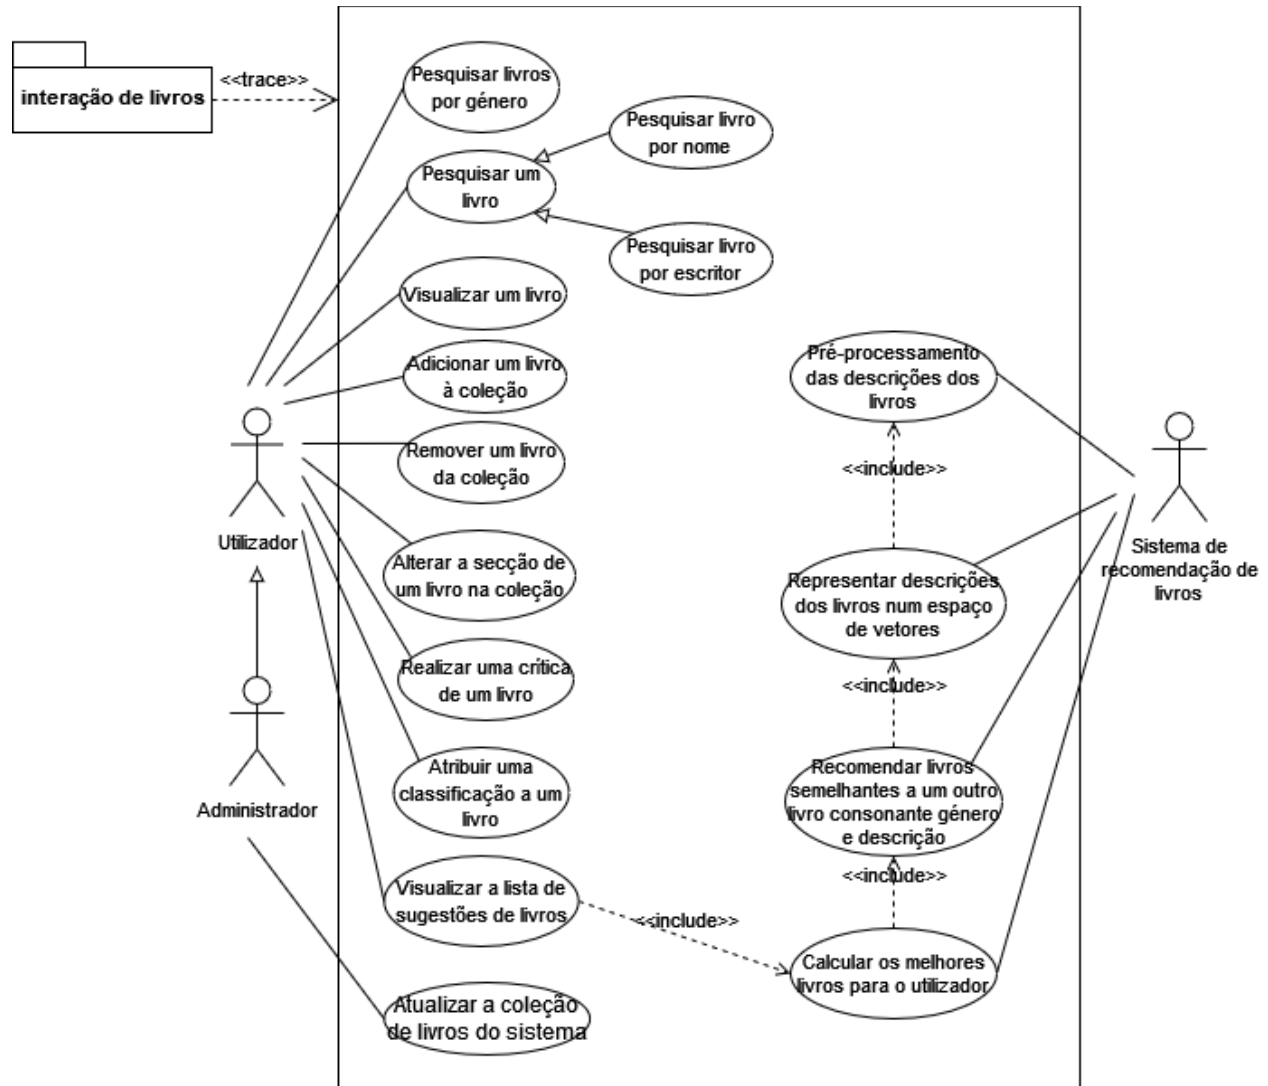 interação de livros
<<trace>>
Pesquisar livros
por género
Pesquisar livro
por nome
Pesquisar um
livro
Pesquisar livro
por escritor
Visualizar um livro
Adicionar um livro
à coleção
Remover um livro
da coleção
Utilizador
Alterar a secção de
um livro na coleção
Realizar uma crítica
de um livro
Administrador
Atribuir uma
classificação a um
livro
Visualizar a lista de
sugestões de livros
<<include>>
Atualizar a coleção
de livros do sistema
Pré-processamento
das descrições dos
livros
<<include>>
Representar descrições
dos livros num espaço
de vetores
<<include>>
Recomendar livros
semelhantes a um outro
livro consonante género
e descrição
<<include>>
Calcular os melhores
livros para o utilizador
Sistema de
recomendação de
livros